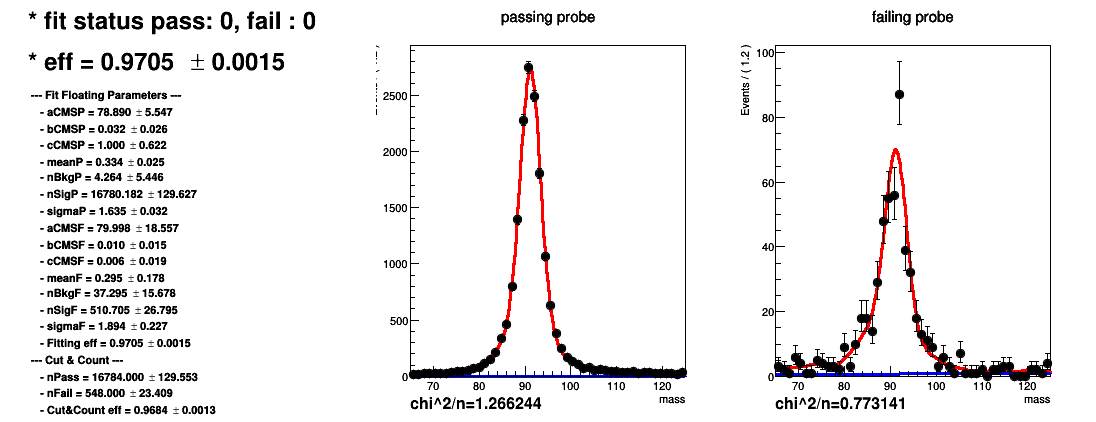 * fit status pass: 0, fail : 0
* eff = 0.9705 ± 0.0015
--- Fit Floating Parameters ---
- aCMSP = 78.890 ± 5.547
- bCMSP = 0.032 ± 0.026
- cCMSP = 1.000 ± 0.622
- meanP = 0.334 ± 0.025
- nBkgP = 4.264 ± 5.446
- nSigP = 16780.182 ± 129.627
- sigmaP = 1.635 ± 0.032
- aCMSF = 79.998 ± 18.557
- bCMSF = 0.010 ± 0.015
- cCMSF = 0.006 ± 0.019
- meanF = 0.295 ± 0.178
- nBkgF = 37.295 ± 15.678
- nSigF = 510.705 ± 26.795
- sigmaF = 1.894 ± 0.227
- Fitting eff = 0.9705 ± 0.0015
--- Cut & Count ---
- nPass = 16784.000 ± 129.553
- nFail = 548.000 ± 23.409
- Cut&Count eff = 0.9684 ± 0.0013
passing probe
2500
2000
1500
1000
500
0
70 80 90 100 110 120
mass
chi^2/n=1.266244
failing probe
Events / ( 1.2 )
100
80
60
40
20
0
70 80 90 100 110 120
mass
chi^2/n=0.773141